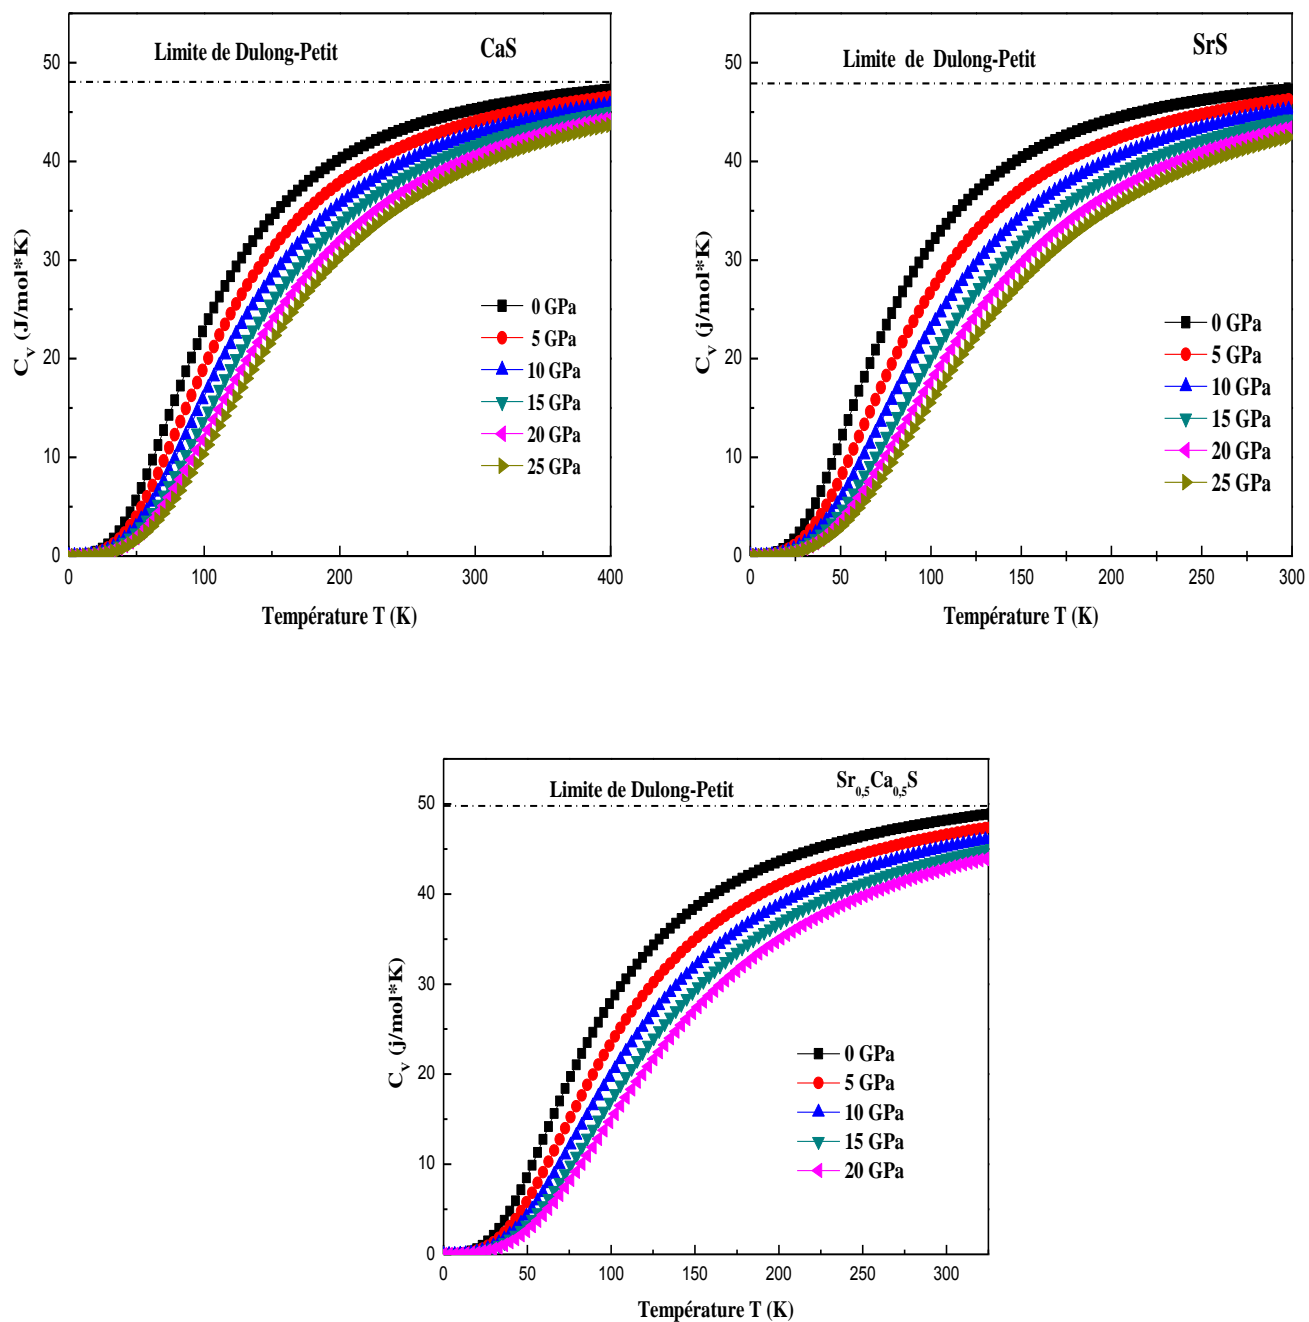 Limite de Dulong-Petit
CaS
50
40
30
20
10
0
C_V (J/mol*K)
0 GPa
5 GPa
10 GPa
15 GPa
20 GPa
25 GPa
0 100 200 300 400
Température T (K)
Limite de Dulong-Petit
SrS
50
40
30
20
10
0
C_V (j/mol*K)
0 GPa
5 GPa
10 GPa
15 GPa
20 GPa
25 GPa
0 50 100 150 200 250 300
Température T (K)
Limite de Dulong-Petit
Sr0,5Ca0,5S
50
40
30
20
10
0
C_V (j/mol*K)
0 GPa
5 GPa
10 GPa
15 GPa
20 GPa
0 50 100 150 200 250 300
Température T (K)